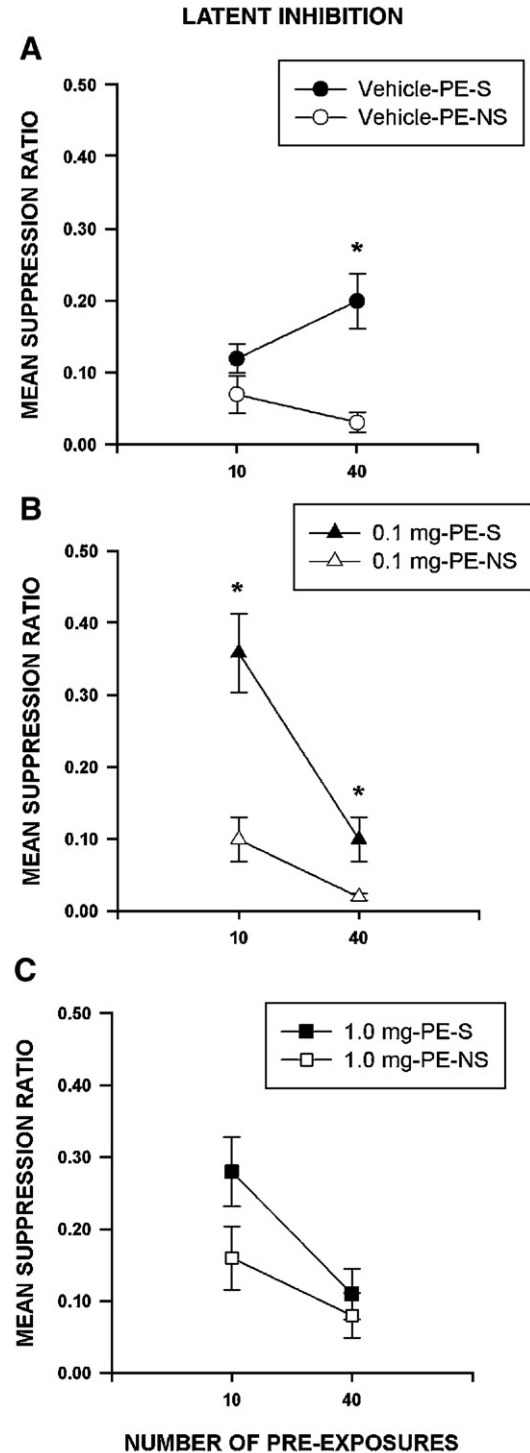 LATENT INHIBITION
A
Vehicle-PE-S
Vehicle-PE-NS
MEAN SUPPRESSION RATIO
0.50
0.40
0.30
0.20
0.10
0.00
*
10 40
B
0.1 mg-PE-S
0.1 mg-PE-NS
MEAN SUPPRESSION RATIO
0.50
0.40
0.30
0.20
0.10
0.00
*
*
10 40
C
1.0 mg-PE-S
1.0 mg-PE-NS
MEAN SUPPRESSION RATIO
0.50
0.40
0.30
0.20
0.10
0.00
10 40
NUMBER OF PRE-EXPOSURES